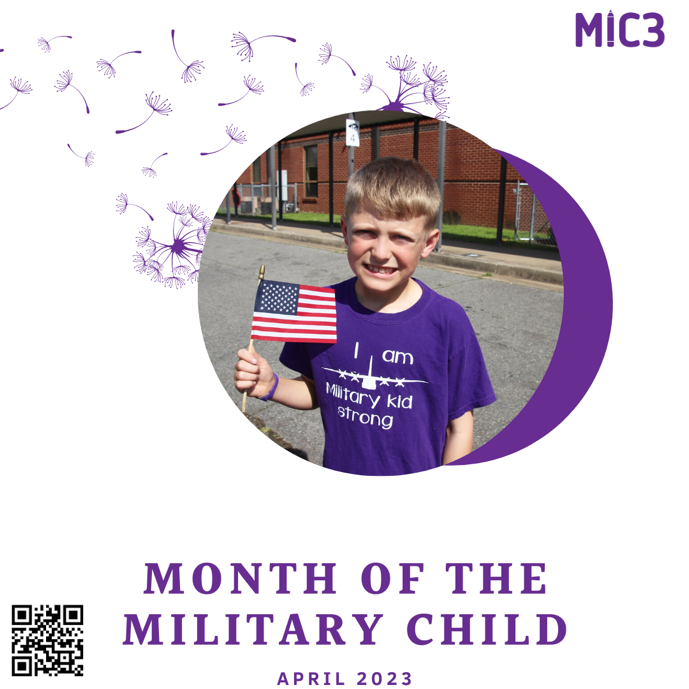 MIC3
I am
Military kid
strong
MONTH OF THE
MILITARY CHILD
APRIL 2023